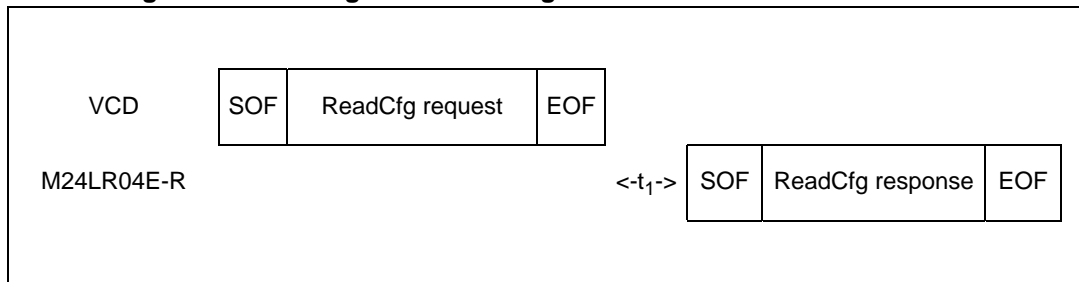 VCD SOF ReadCfg request EOF
M24LR04E-R <-t1-> SOF ReadCfg response EOF